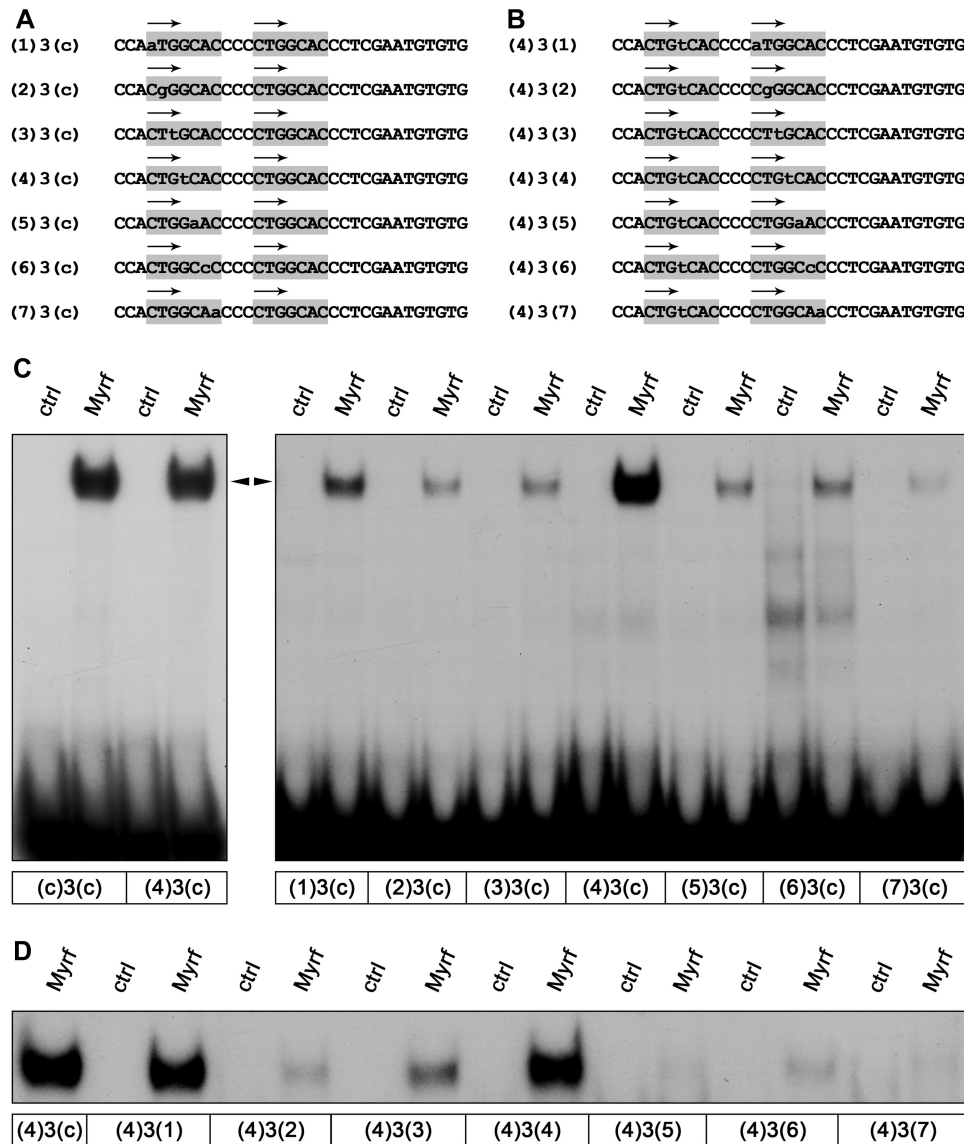 A
(1)3(c) CCAaTGGCACCCCCTGGCACCCTCGAATGTGTG
(2)3(c) CCACgGGCACCCCCTGGCACCCTCGAATGTGTG
(3)3(c) CCACTtGCACCCCCTGGCACCCTCGAATGTGTG
(4)3(c) CCACTGtCACCCCCTGGCACCCTCGAATGTGTG
(5)3(c) CCACTGGaACCCCCTGGCACCCTCGAATGTGTG
(6)3(c) CCACTGGCcCCCCCTGGCACCCTCGAATGTGTG
(7)3(c) CCACTGGCAaCCCCTGGCACCCTCGAATGTGTG
B
(4)3(1) CCACTGtCACCCCaTGGCACCCTCGAATGTGTG
(4)3(2) CCACTGtCACCCCCgGGCACCCTCGAATGTGTG
(4)3(3) CCACTGtCACCCCCTtGCACCCTCGAATGTGTG
(4)3(4) CCACTGtCACCCCCTGtCACCCTCGAATGTGTG
(4)3(5) CCACTGtCACCCCCTGGaACCCTCGAATGTGTG
(4)3(6) CCACTGtCACCCCCTGGCcCCCTCGAATGTGTG
(4)3(7) CCACTGtCACCCCCTGGCAaCCTCGAATGTGTG
C
ctrl Myrf ctrl Myrf ctrl Myrf ctrl Myrf ctrl Myrf ctrl Myrf ctrl Myrf ctrl Myrf ctrl Myrf
(c)3(c) (4)3(c) (1)3(c) (2)3(c) (3)3(c) (4)3(c) (5)3(c) (6)3(c) (7)3(c)
D
Myrf ctrl Myrf ctrl Myrf ctrl Myrf ctrl Myrf ctrl Myrf ctrl Myrf ctrl Myrf
(4)3(c) (4)3(1) (4)3(2) (4)3(3) (4)3(4) (4)3(5) (4)3(6) (4)3(7)